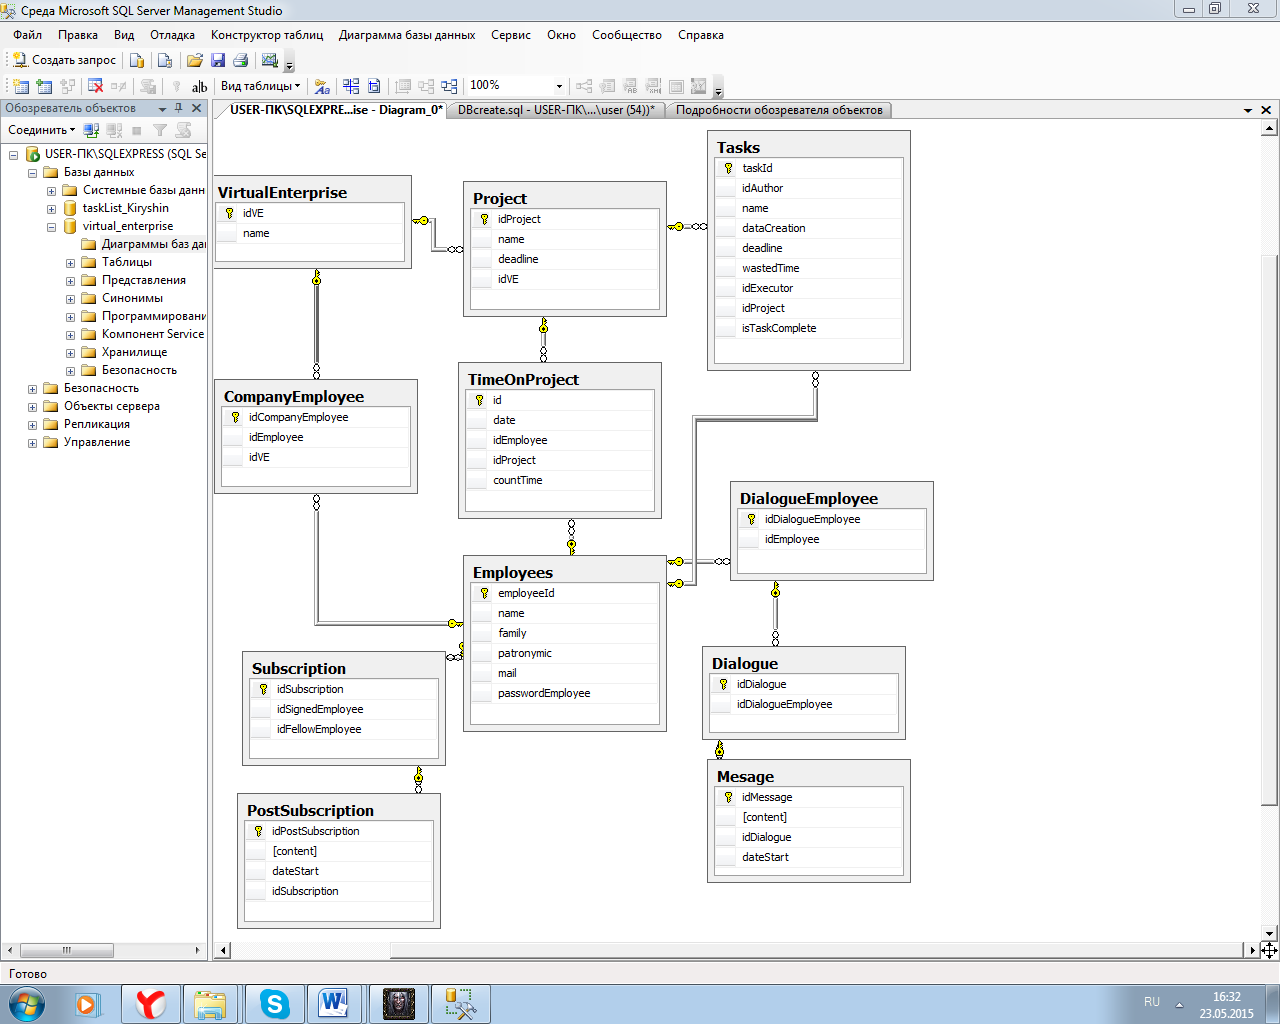 Среда Microsoft SQL Server Management Studio
Файл Правка Вид Отладка Конструктор таблиц Диаграмма базы данных Сервис Окно Сообщество Справка
Создать запрос
ab Вид таблицы 100%
Обозреватель объектов
Соединить
USER-ПК\SQLEXPRESS (SQL Se
Базы данных
Системные базы данн
taskList_Kiryshin
virtual_enterprise
Диаграммы баз да
Таблицы
Представления
Синонимы
Программировани
Компонент Service
Хранилище
Безопасность
Безопасность
Объекты сервера
Репликация
Управление
USER-ПК\SQLEXPRE...ise - Diagram_0* DBcreate.sql - USER-ПК\...\user (54))* Подробности обозревателя объектов
VirtualEnterprise
idVE
name
Project
idProject
name
deadline
idVE
Tasks
taskId
idAuthor
name
dataCreation
deadline
wastedTime
idExecutor
idProject
isTaskComplete
CompanyEmployee
idCompanyEmployee
idEmployee
idVE
TimeOnProject
id
date
idEmployee
idProject
countTime
DialogueEmployee
idDialogueEmployee
idEmployee
Employees
employeeId
name
family
patronymic
mail
passwordEmployee
Subscription
idSubscription
idSignedEmployee
idFellowEmployee
Dialogue
idDialogue
idDialogueEmployee
PostSubscription
idPostSubscription
[content]
dateStart
idSubscription
Mesage
idMessage
[content]
idDialogue
dateStart
Готово
RU
16:32
23.05.2015